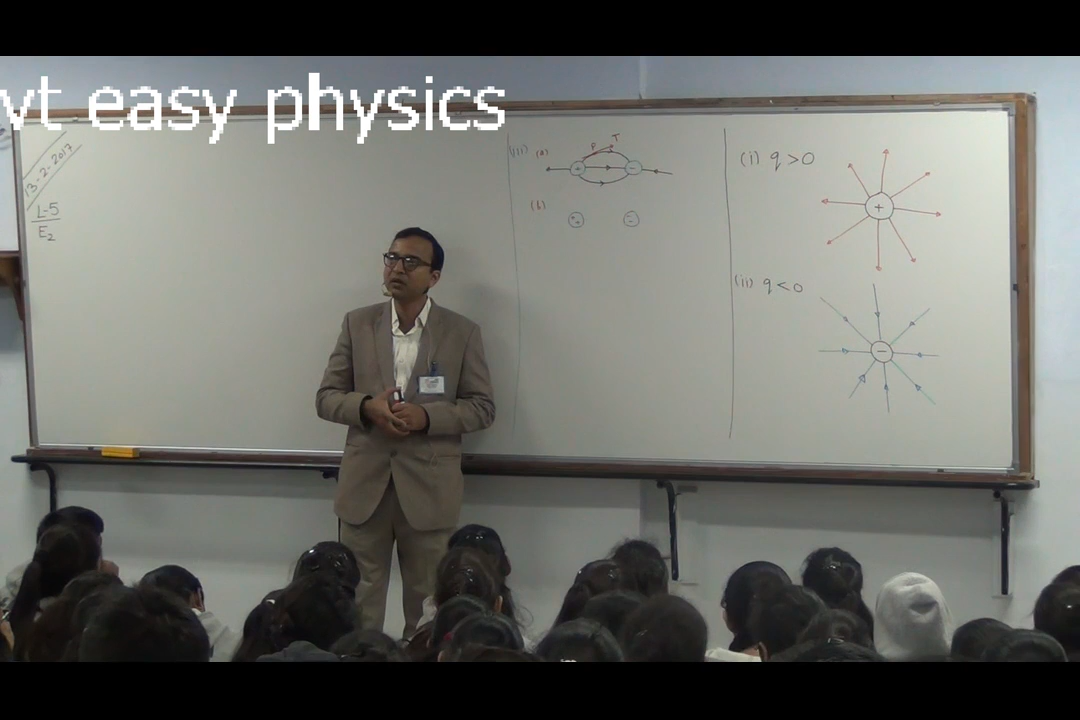 vt easy physics
13-2-2017
L-5
E2
(iii) (a)
P T
+ -
(b)
(i) q>0
+
(ii) q<0
-